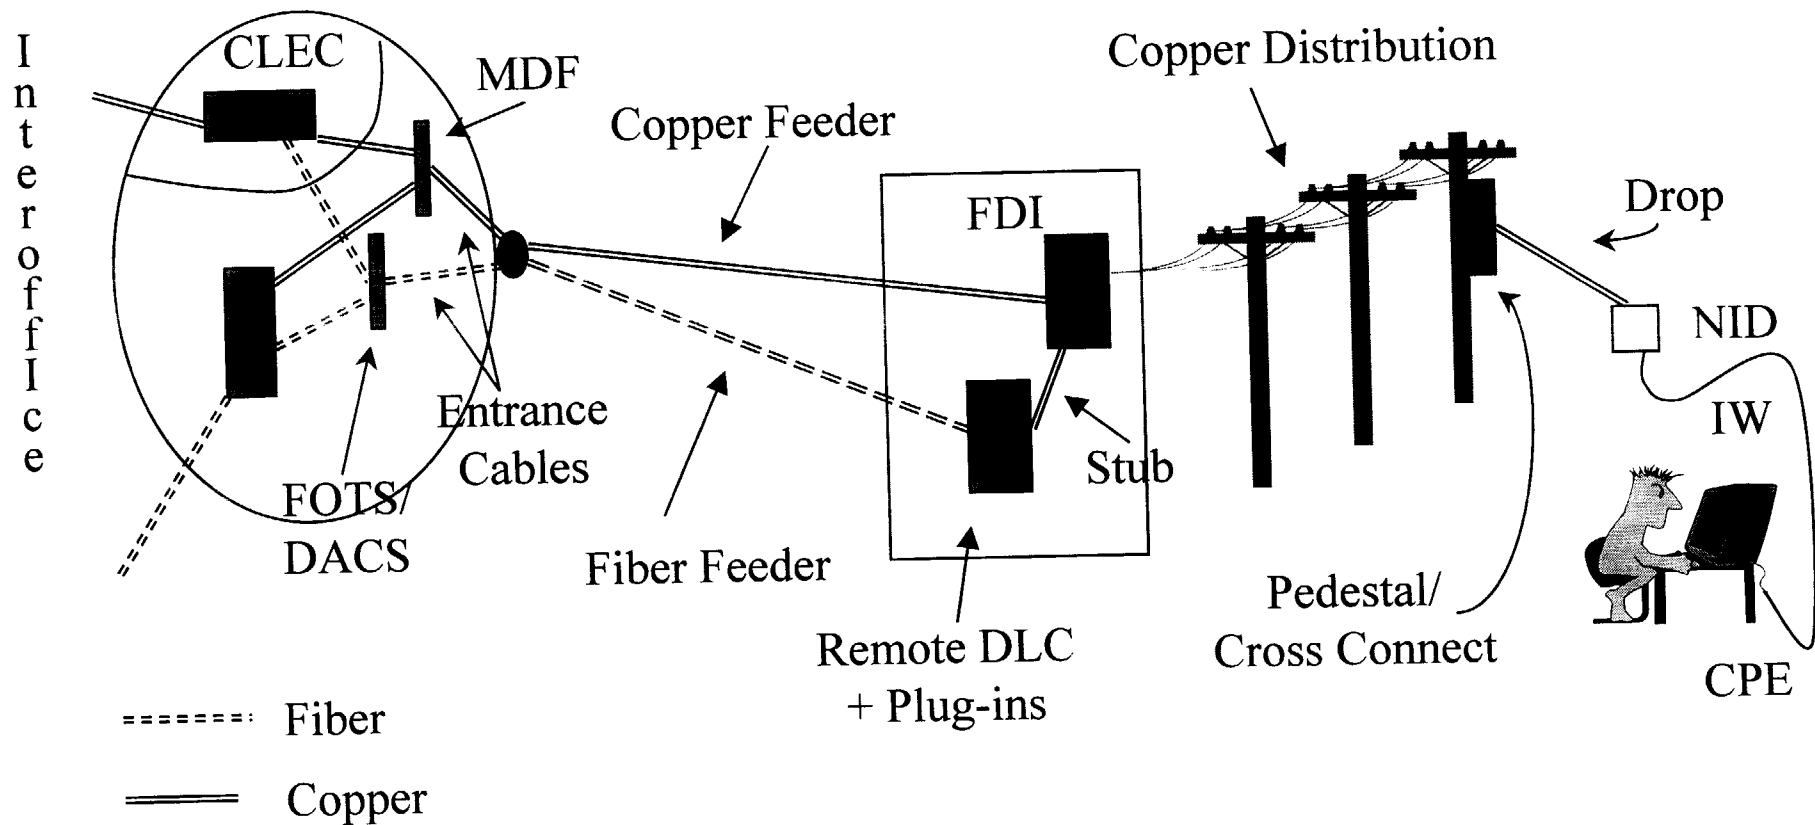 Interoffice
CLEC
MDF
Copper Feeder
Copper Distribution
FDI
Drop
NID
IW
Entrance
Cables
Stub
FOTS/
DACS
Fiber Feeder
Remote DLC
+ Plug-ins
Pedestal/
Cross Connect
CPE
Fiber
Copper